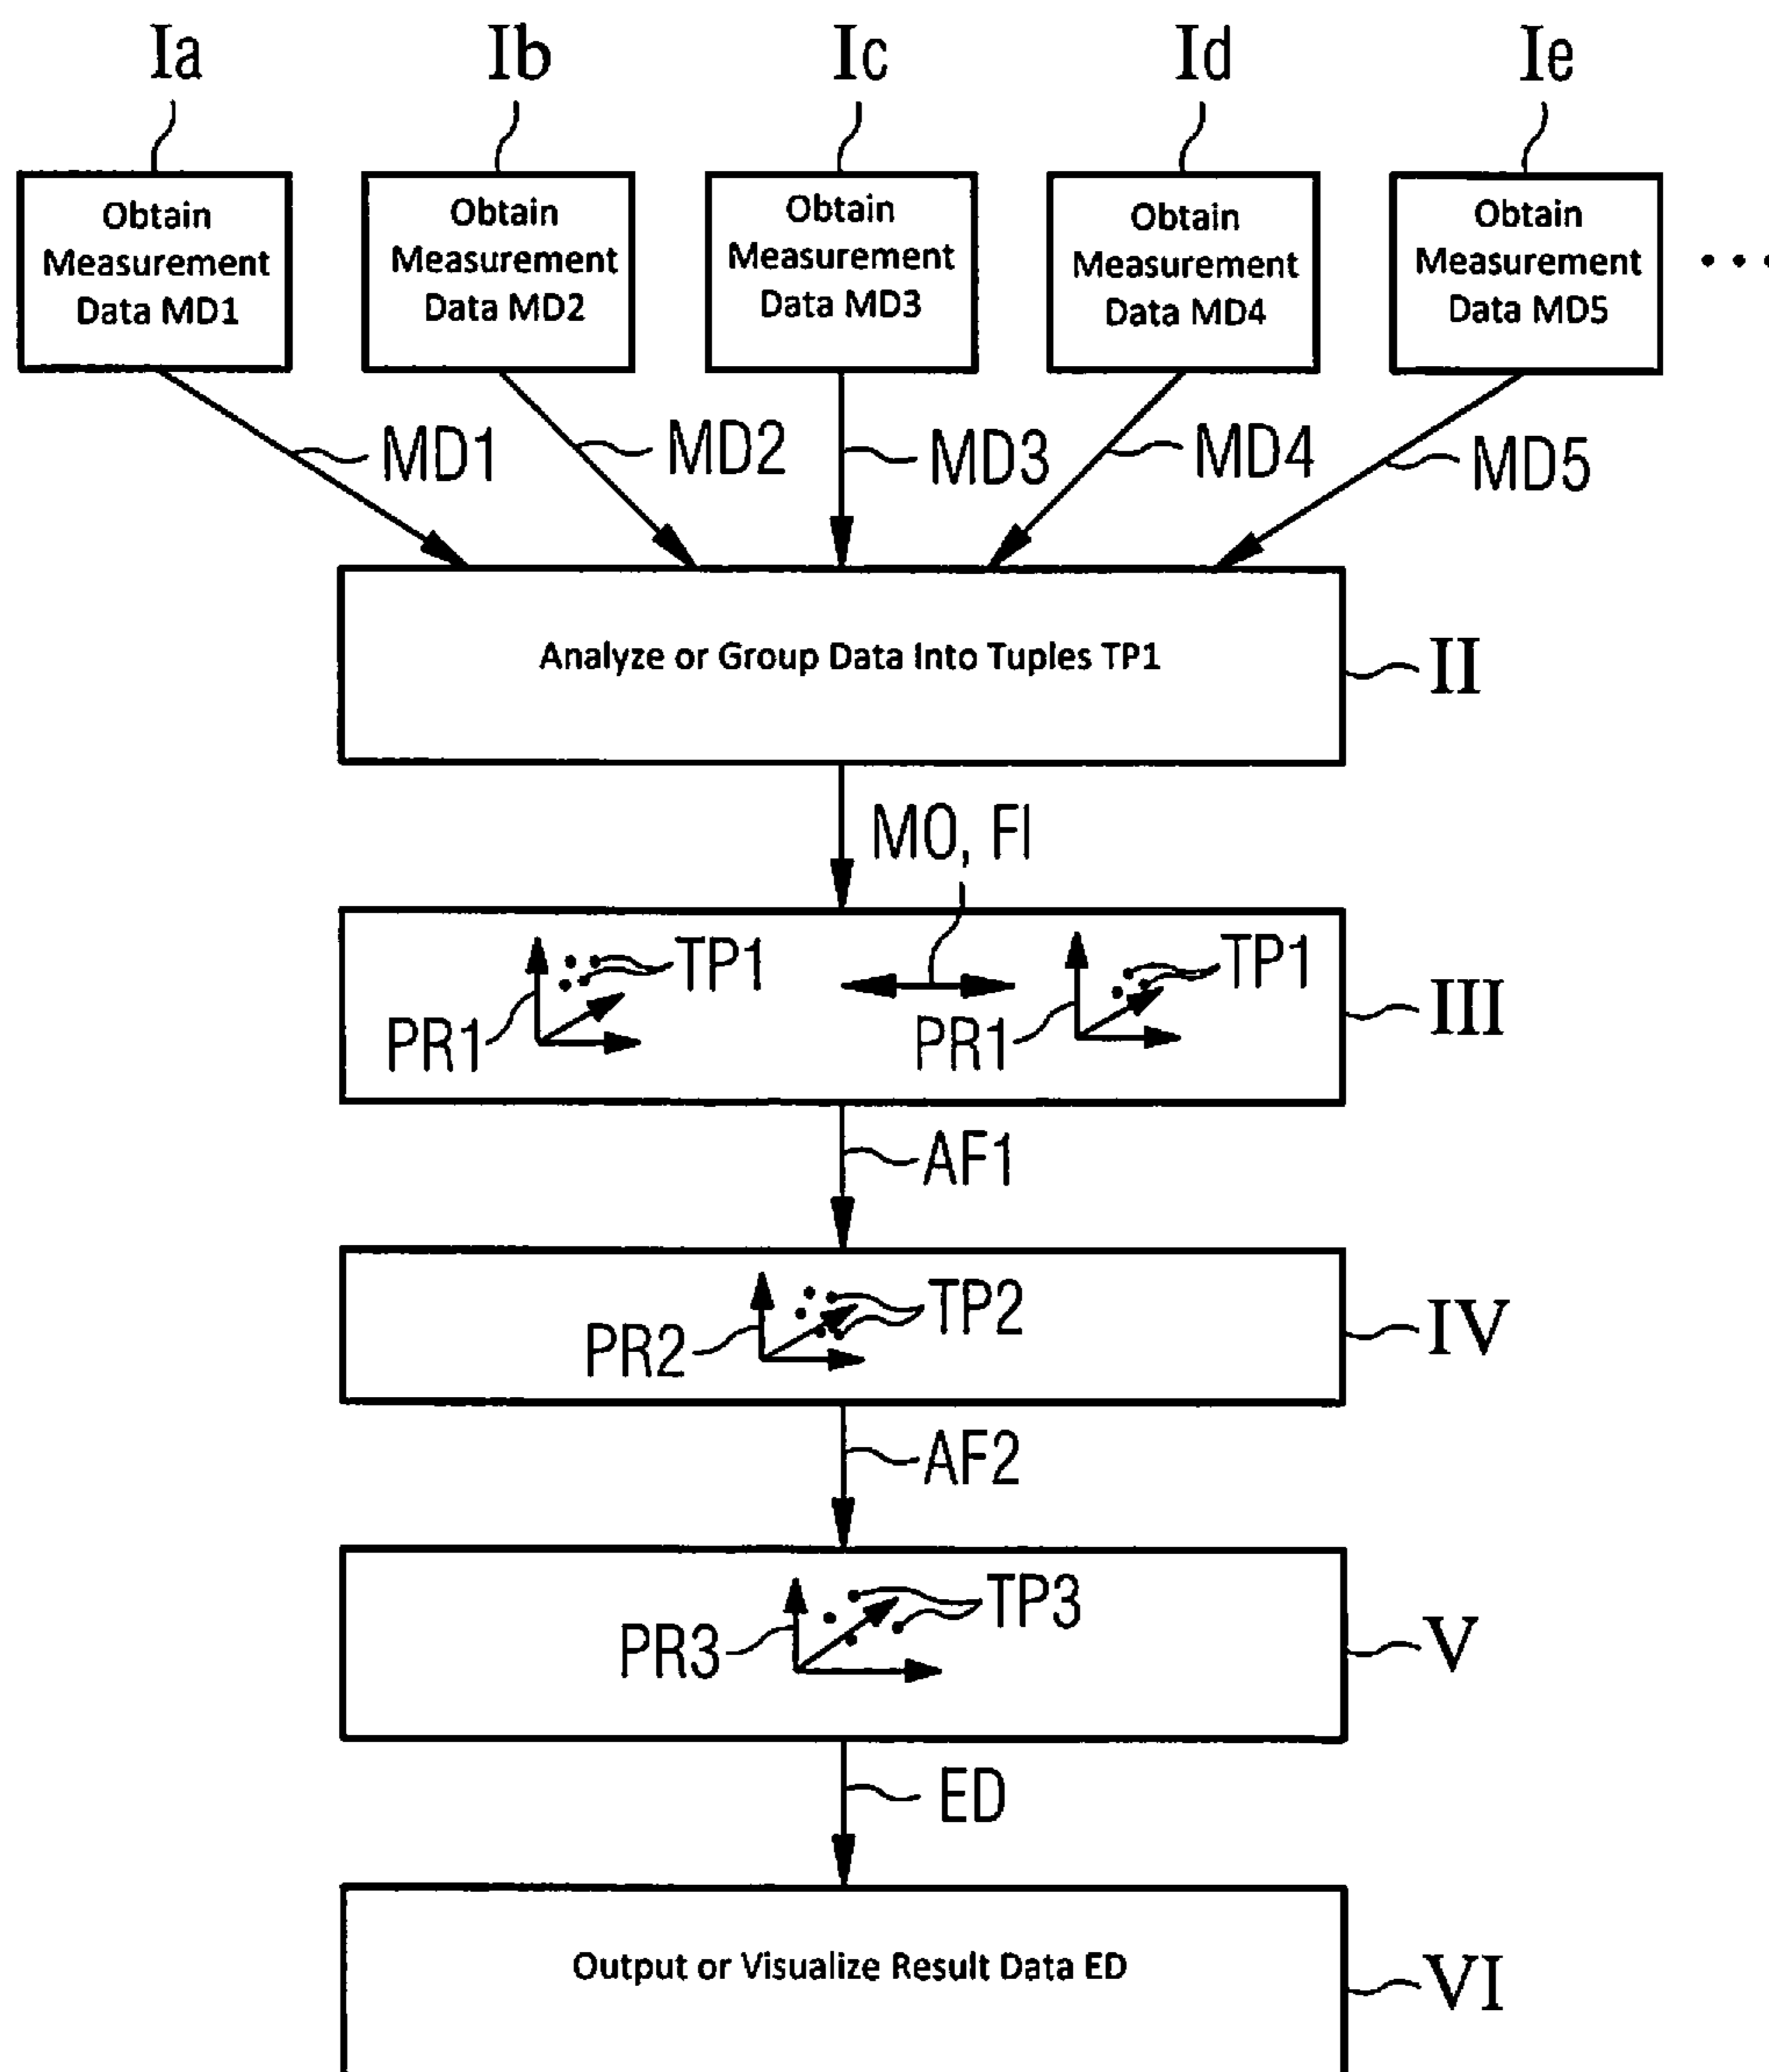 Ia
Ib
Ic
Id
Ie
Obtain
Measurement
Data MD1
Obtain
Measurement
Data MD2
Obtain
Measurement
Data MD3
Obtain
Measurement
Data MD4
Obtain
Measurement
Data MD5
...
MD1
MD2
MD3
MD4
MD5
Analyze or Group Data Into Tuples TP1
II
MO, FI
TP1
TP1
PR1
PR1
III
AF1
TP2
PR2
IV
AF2
TP3
PR3
V
ED
Output or Visualize Result Data ED
VI